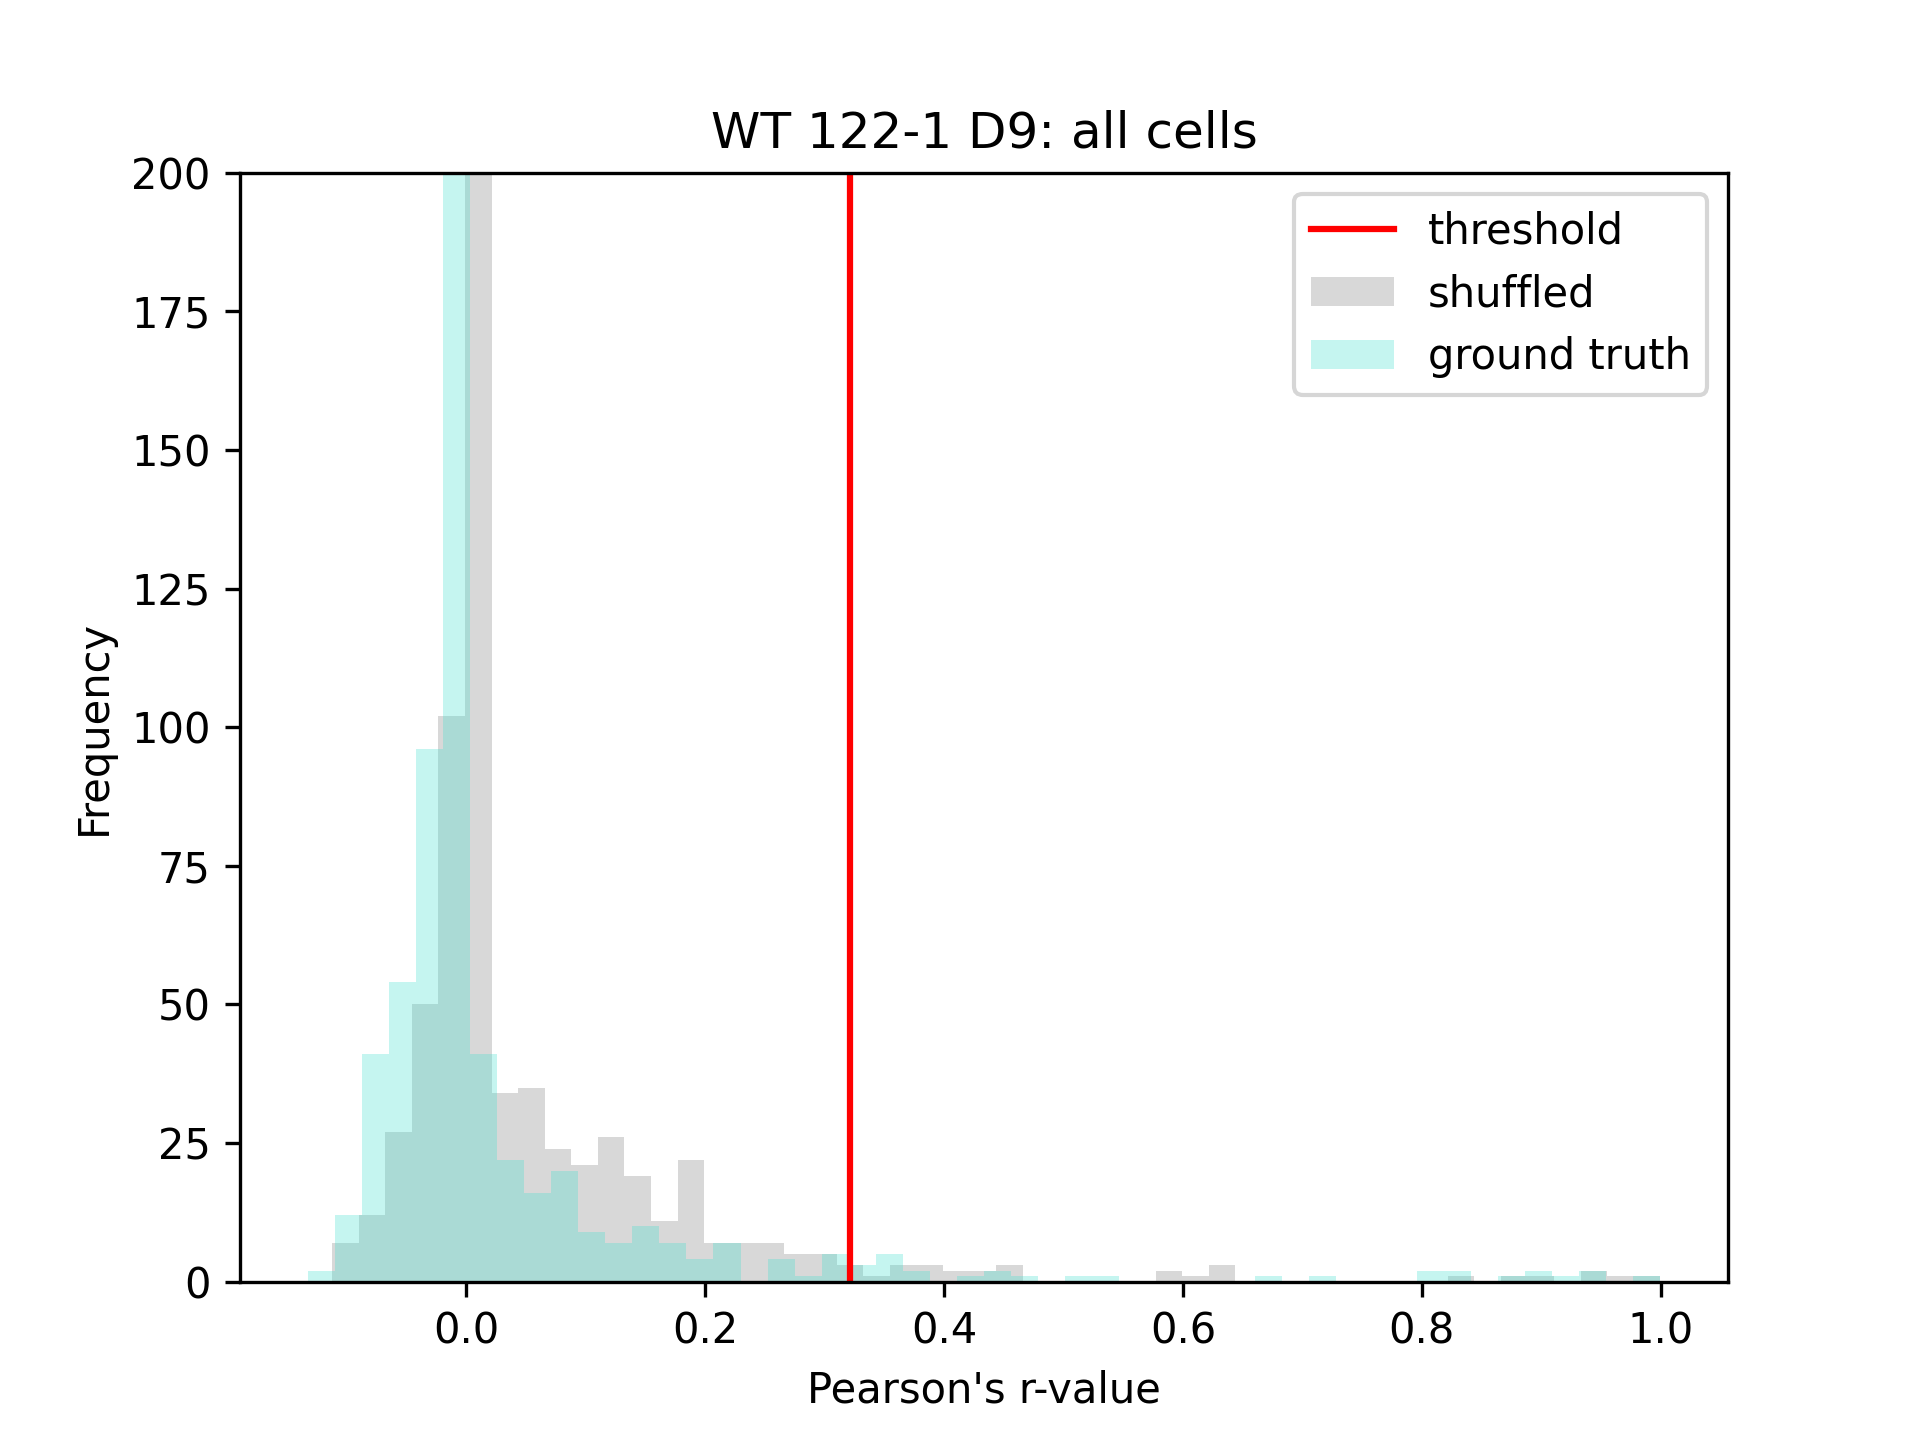 WT 122-1 D9: all cells
200
175
150
125
100
75
50
25
0
Frequency
threshold
shuffled
ground truth
0.0 0.2 0.4 0.6 0.8 1.0
Pearson's r-value